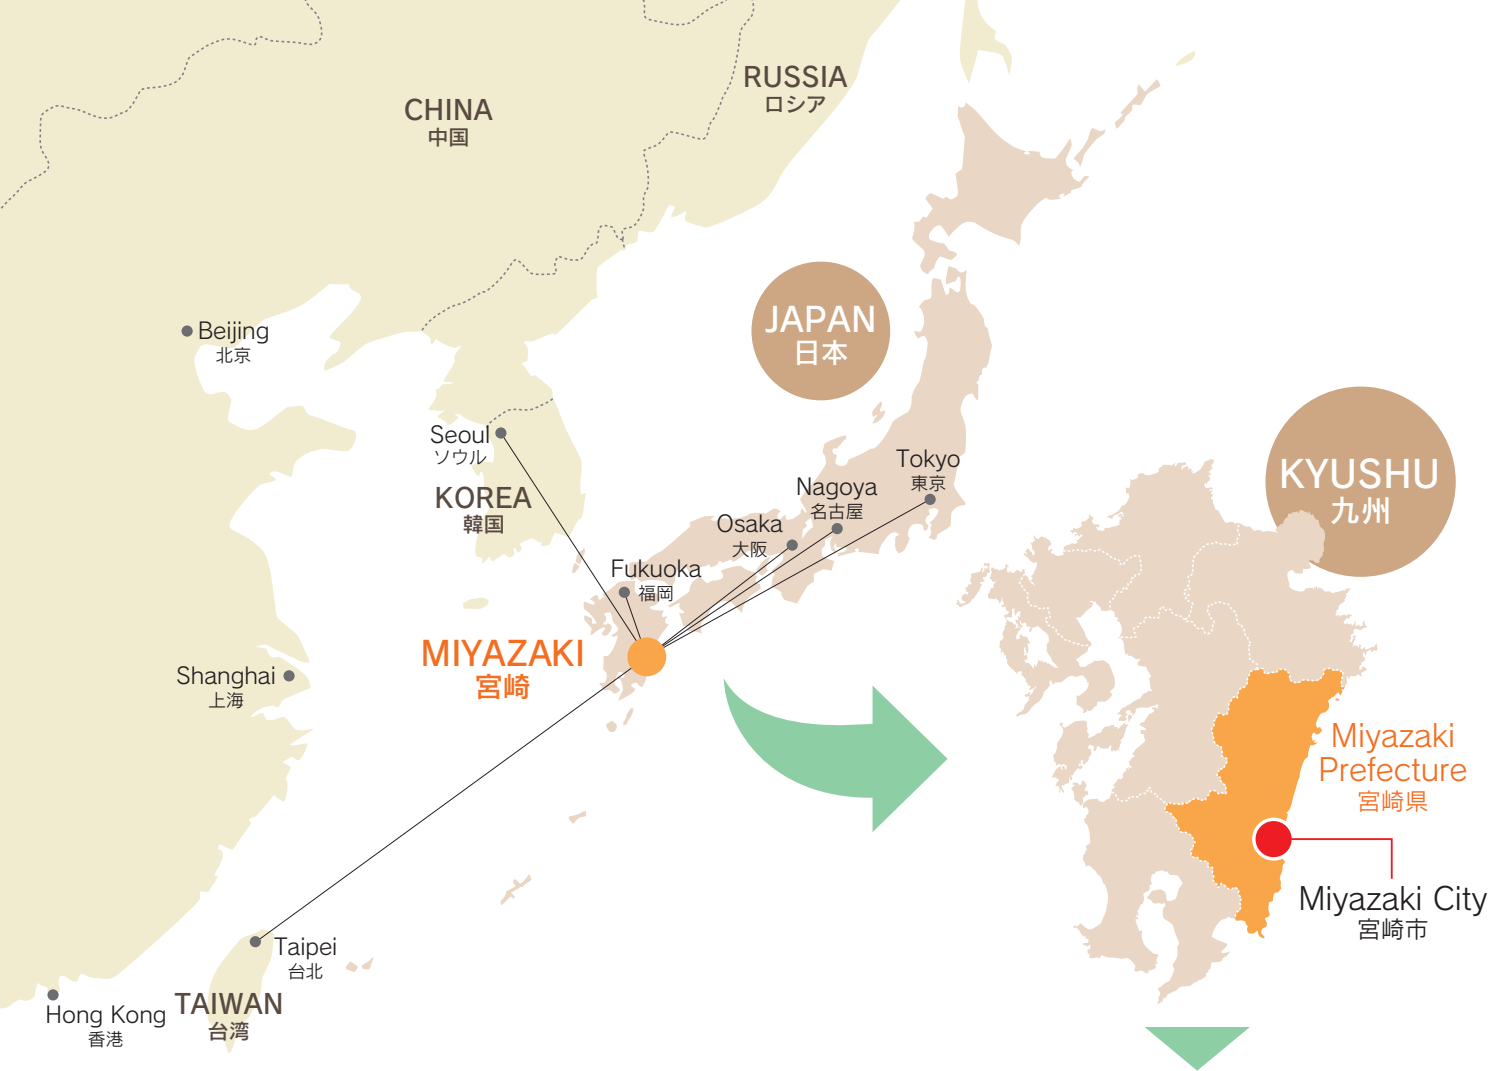 RUSSIA
ロシア
CHINA
中国
JAPAN
日本
Beijing
北京
Seoul
ソウル
KOREA
韓国
Tokyo
東京
Nagoya
名古屋
Osaka
大阪
Fukuoka
福岡
MIYAZAKI
宮崎
Shanghai
上海
Taipei
台北
TAIWAN
台湾
Hong Kong
香港
KYUSHU
九州
Miyazaki
Prefecture
宮崎県
Miyazaki City
宮崎市